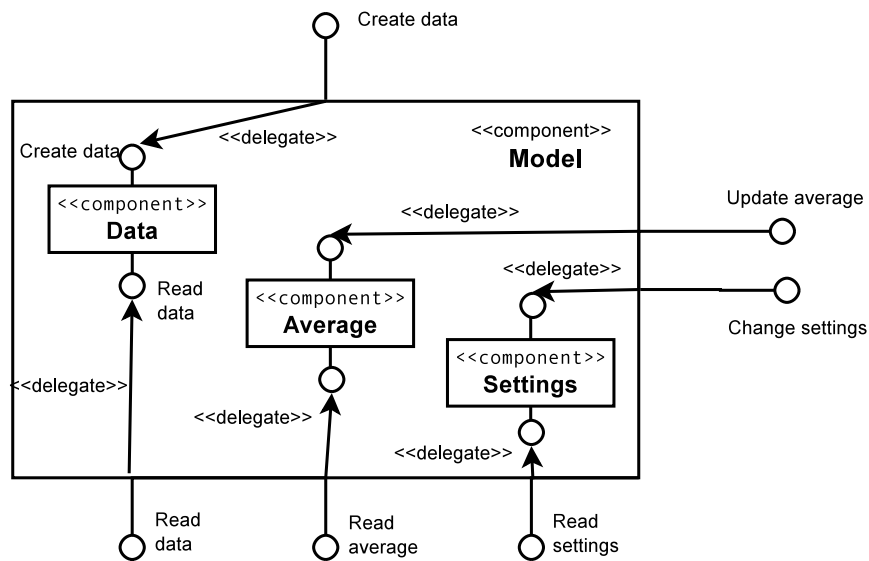 Create data
<<delegate>>
<<component>>
Model
Create data
<<component>>
Data
Read
data
<<delegate>>
<<delegate>>
Update average
<<component>>
Average
<<delegate>>
<<delegate>>
Change settings
<<component>>
Settings
<<delegate>>
Read
data
Read
average
Read
settings